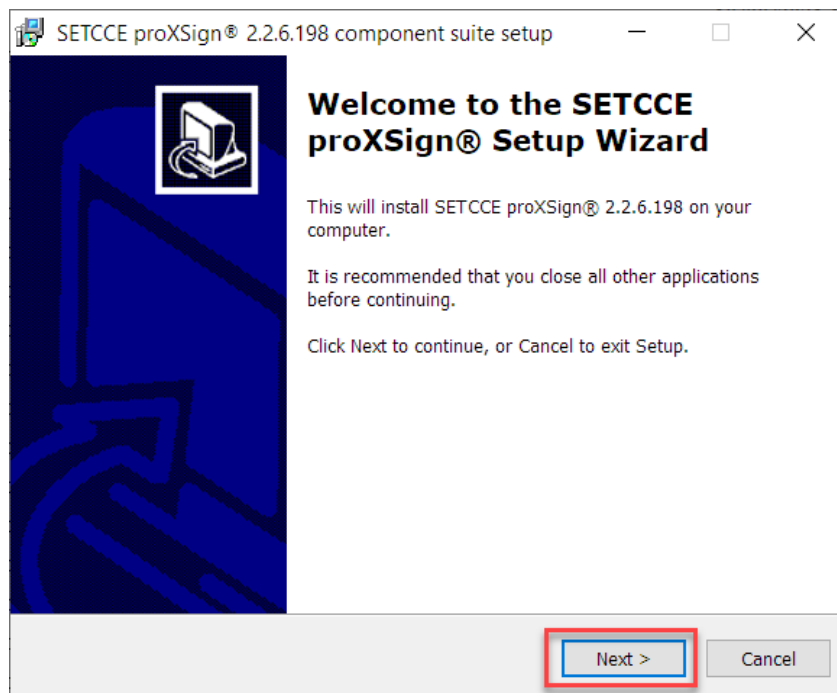 SETCCE proXSign® 2.2.6.198 component suite setup
Welcome to the SETCCE
proXSign® Setup Wizard
This will install SETCCE proXSign® 2.2.6.198 on your
computer.
It is recommended that you close all other applications
before continuing.
Click Next to continue, or Cancel to exit Setup.
Next >
Cancel